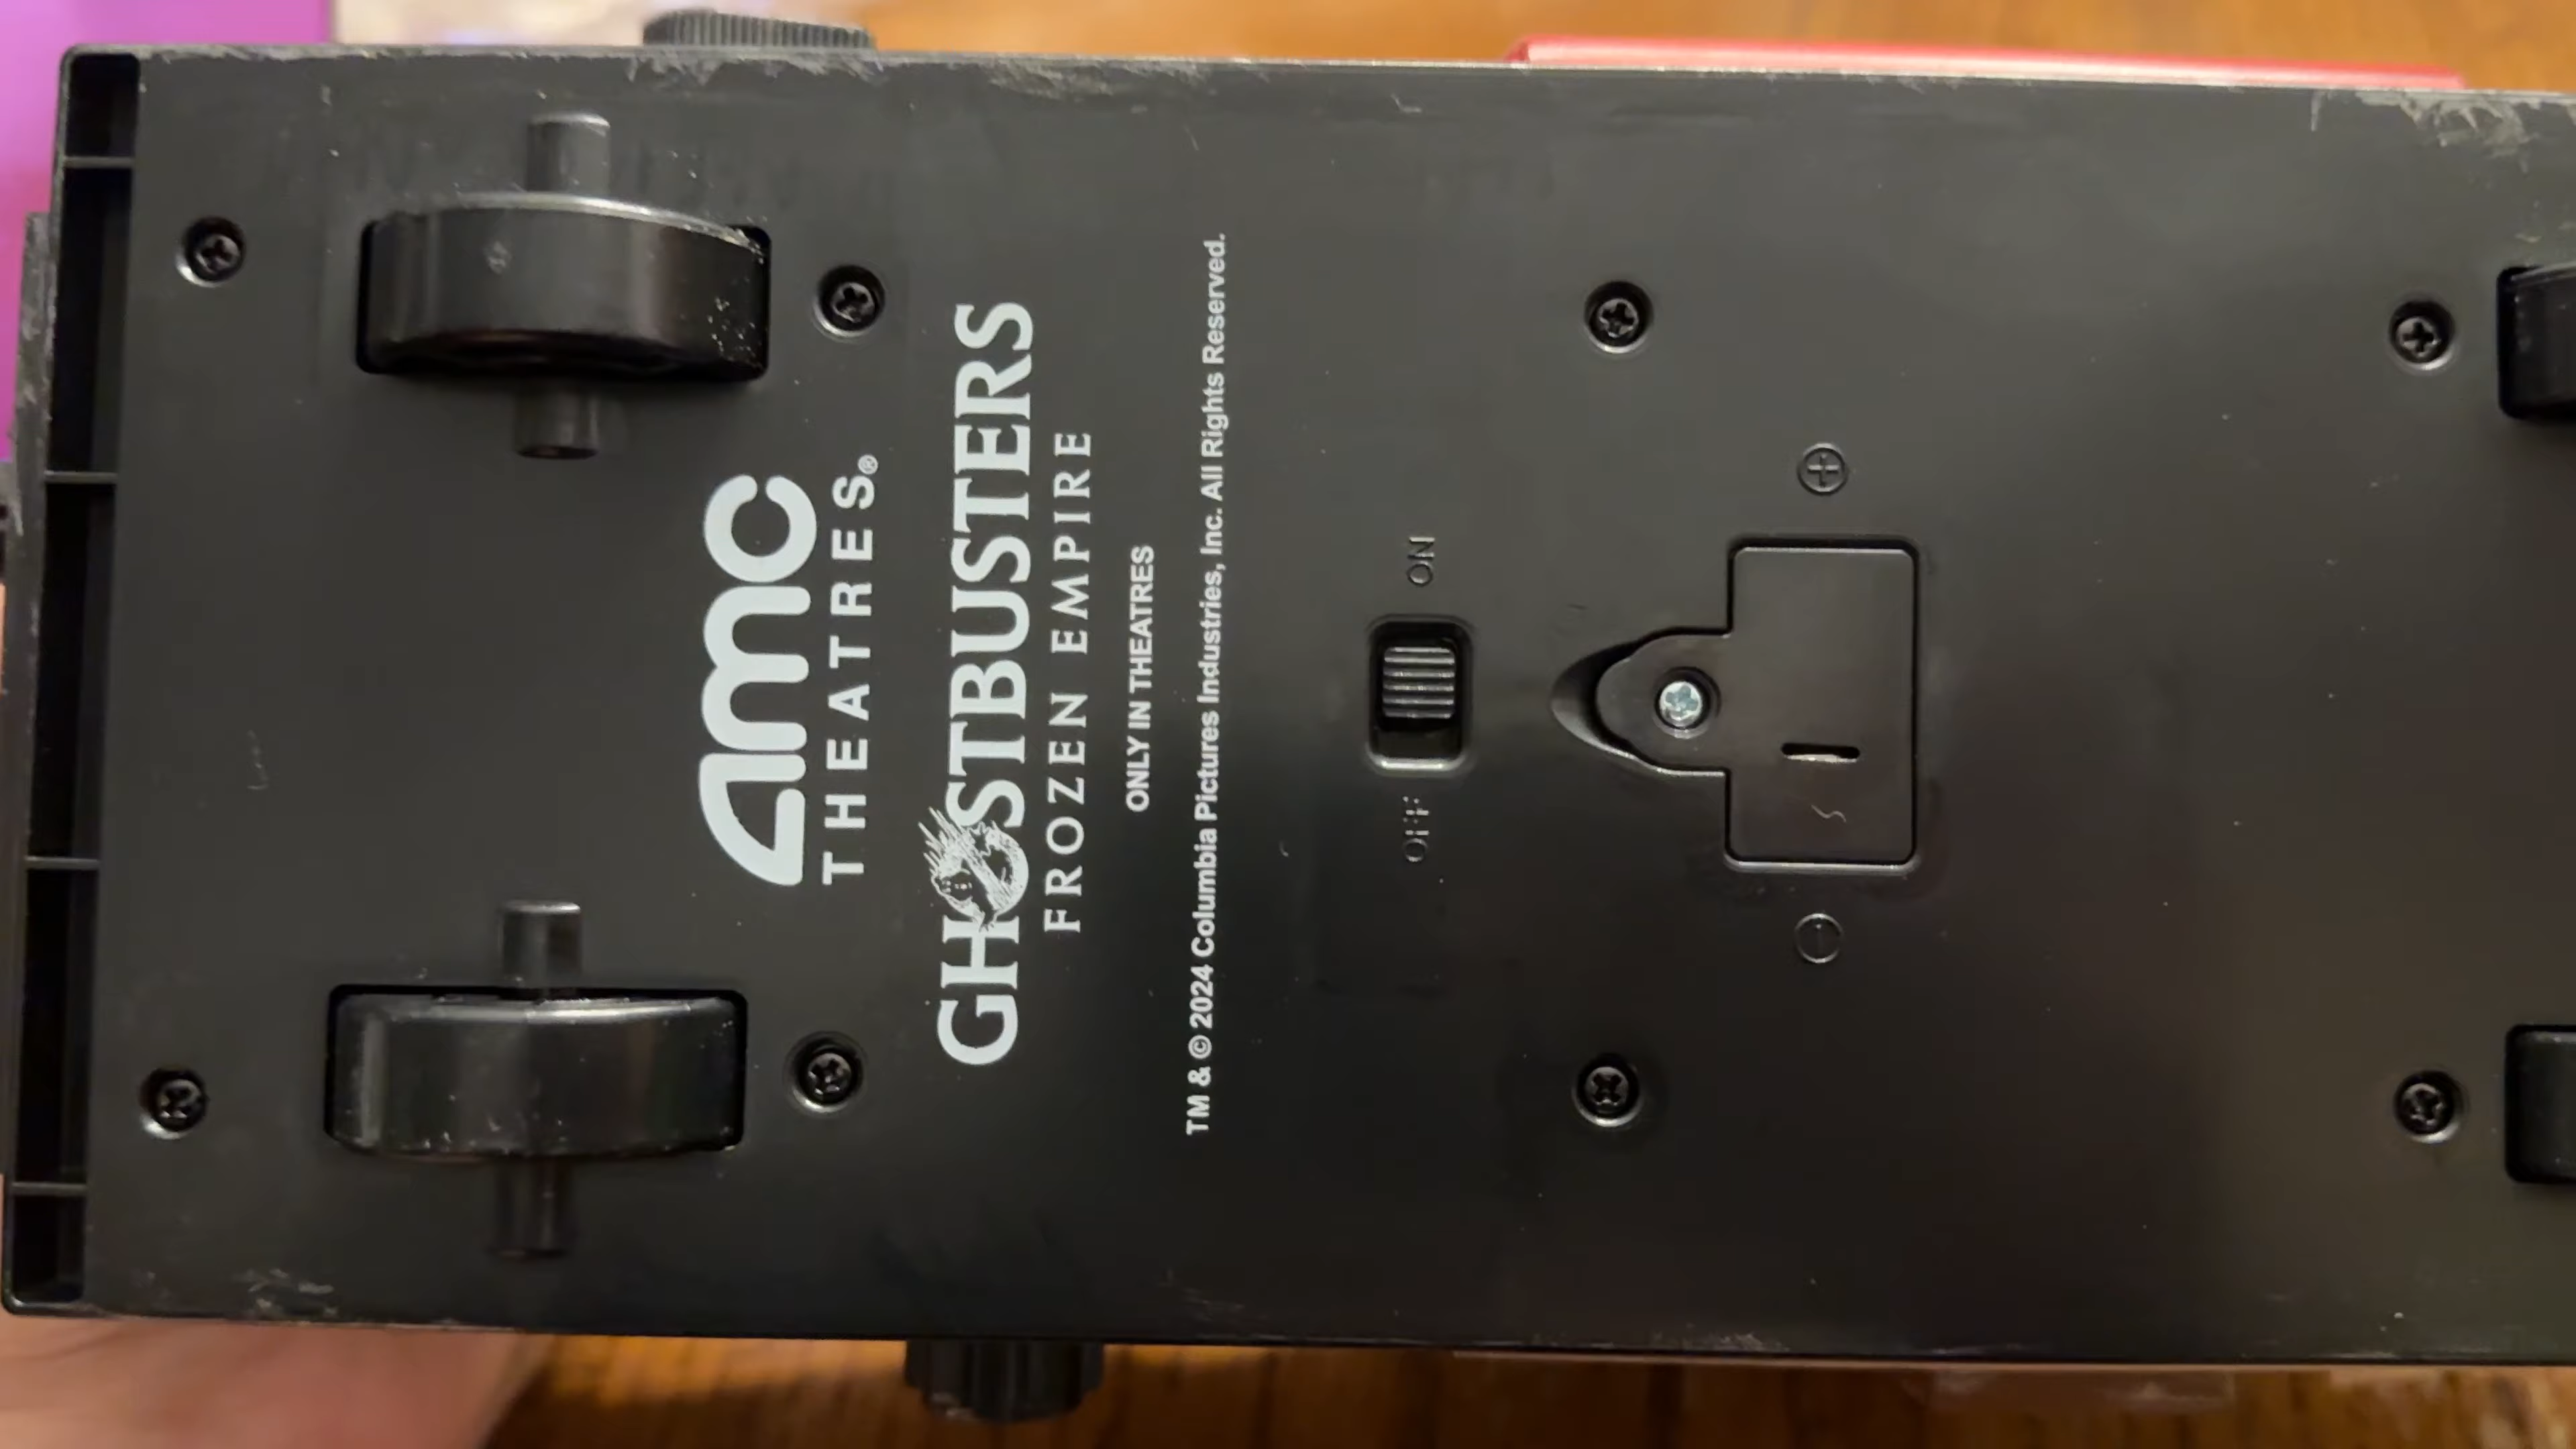 amc
THEATRES®
GHOSTBUSTERS
FROZEN EMPIRE
ONLY IN THEATRES
TM & © 2024 Columbia Pictures Industries, Inc. All Rights Reserved.
ON
OFF
+
-